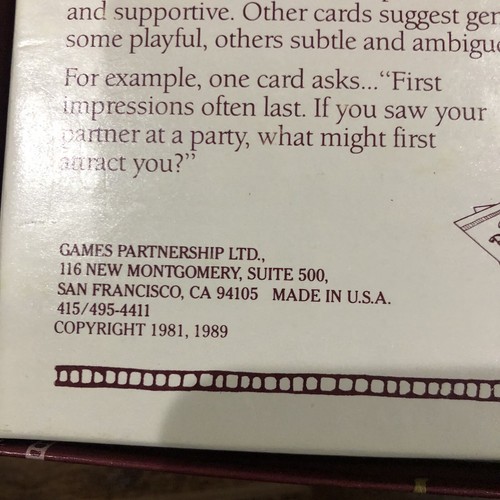 and supportive. Other cards suggest
some playful, others subtle and
For example, one card asks..."First
impressions often last. If you saw your
partner at a party, what might first
attract you?"
GAMES PARTNERSHIP LTD.,
116 NEW MONTGOMERY, SUITE 500,
SAN FRANCISCO, CA 94105 MADE IN U.S.A.
415/495-4411
COPYRIGHT 1981, 1989